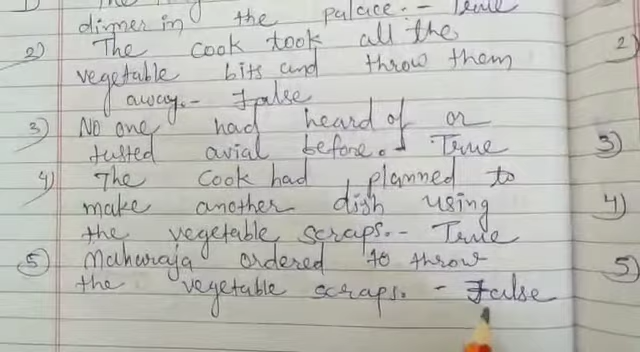 dinner in the palace. - True
2) The cook took all the
vegetable bits and throw them
away. - False
3) No one had heard of or
tasted avial before. True
4) The cook had planned to
make another dish using
the vegetable scraps. - True
5) Maharaja ordered to throw
the vegetable scraps. - False
2)
3)
4)
5)